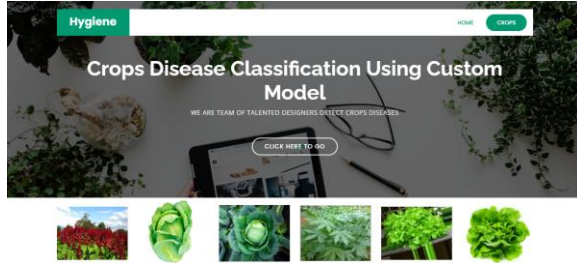 Hygiene
HOME
CROPS
Crops Disease Classification Using Custom
Model
WE ARE TEAM OF TALENTED DESIGNERS DETECT CROPS DISEASES
CLICK HERE TO GO